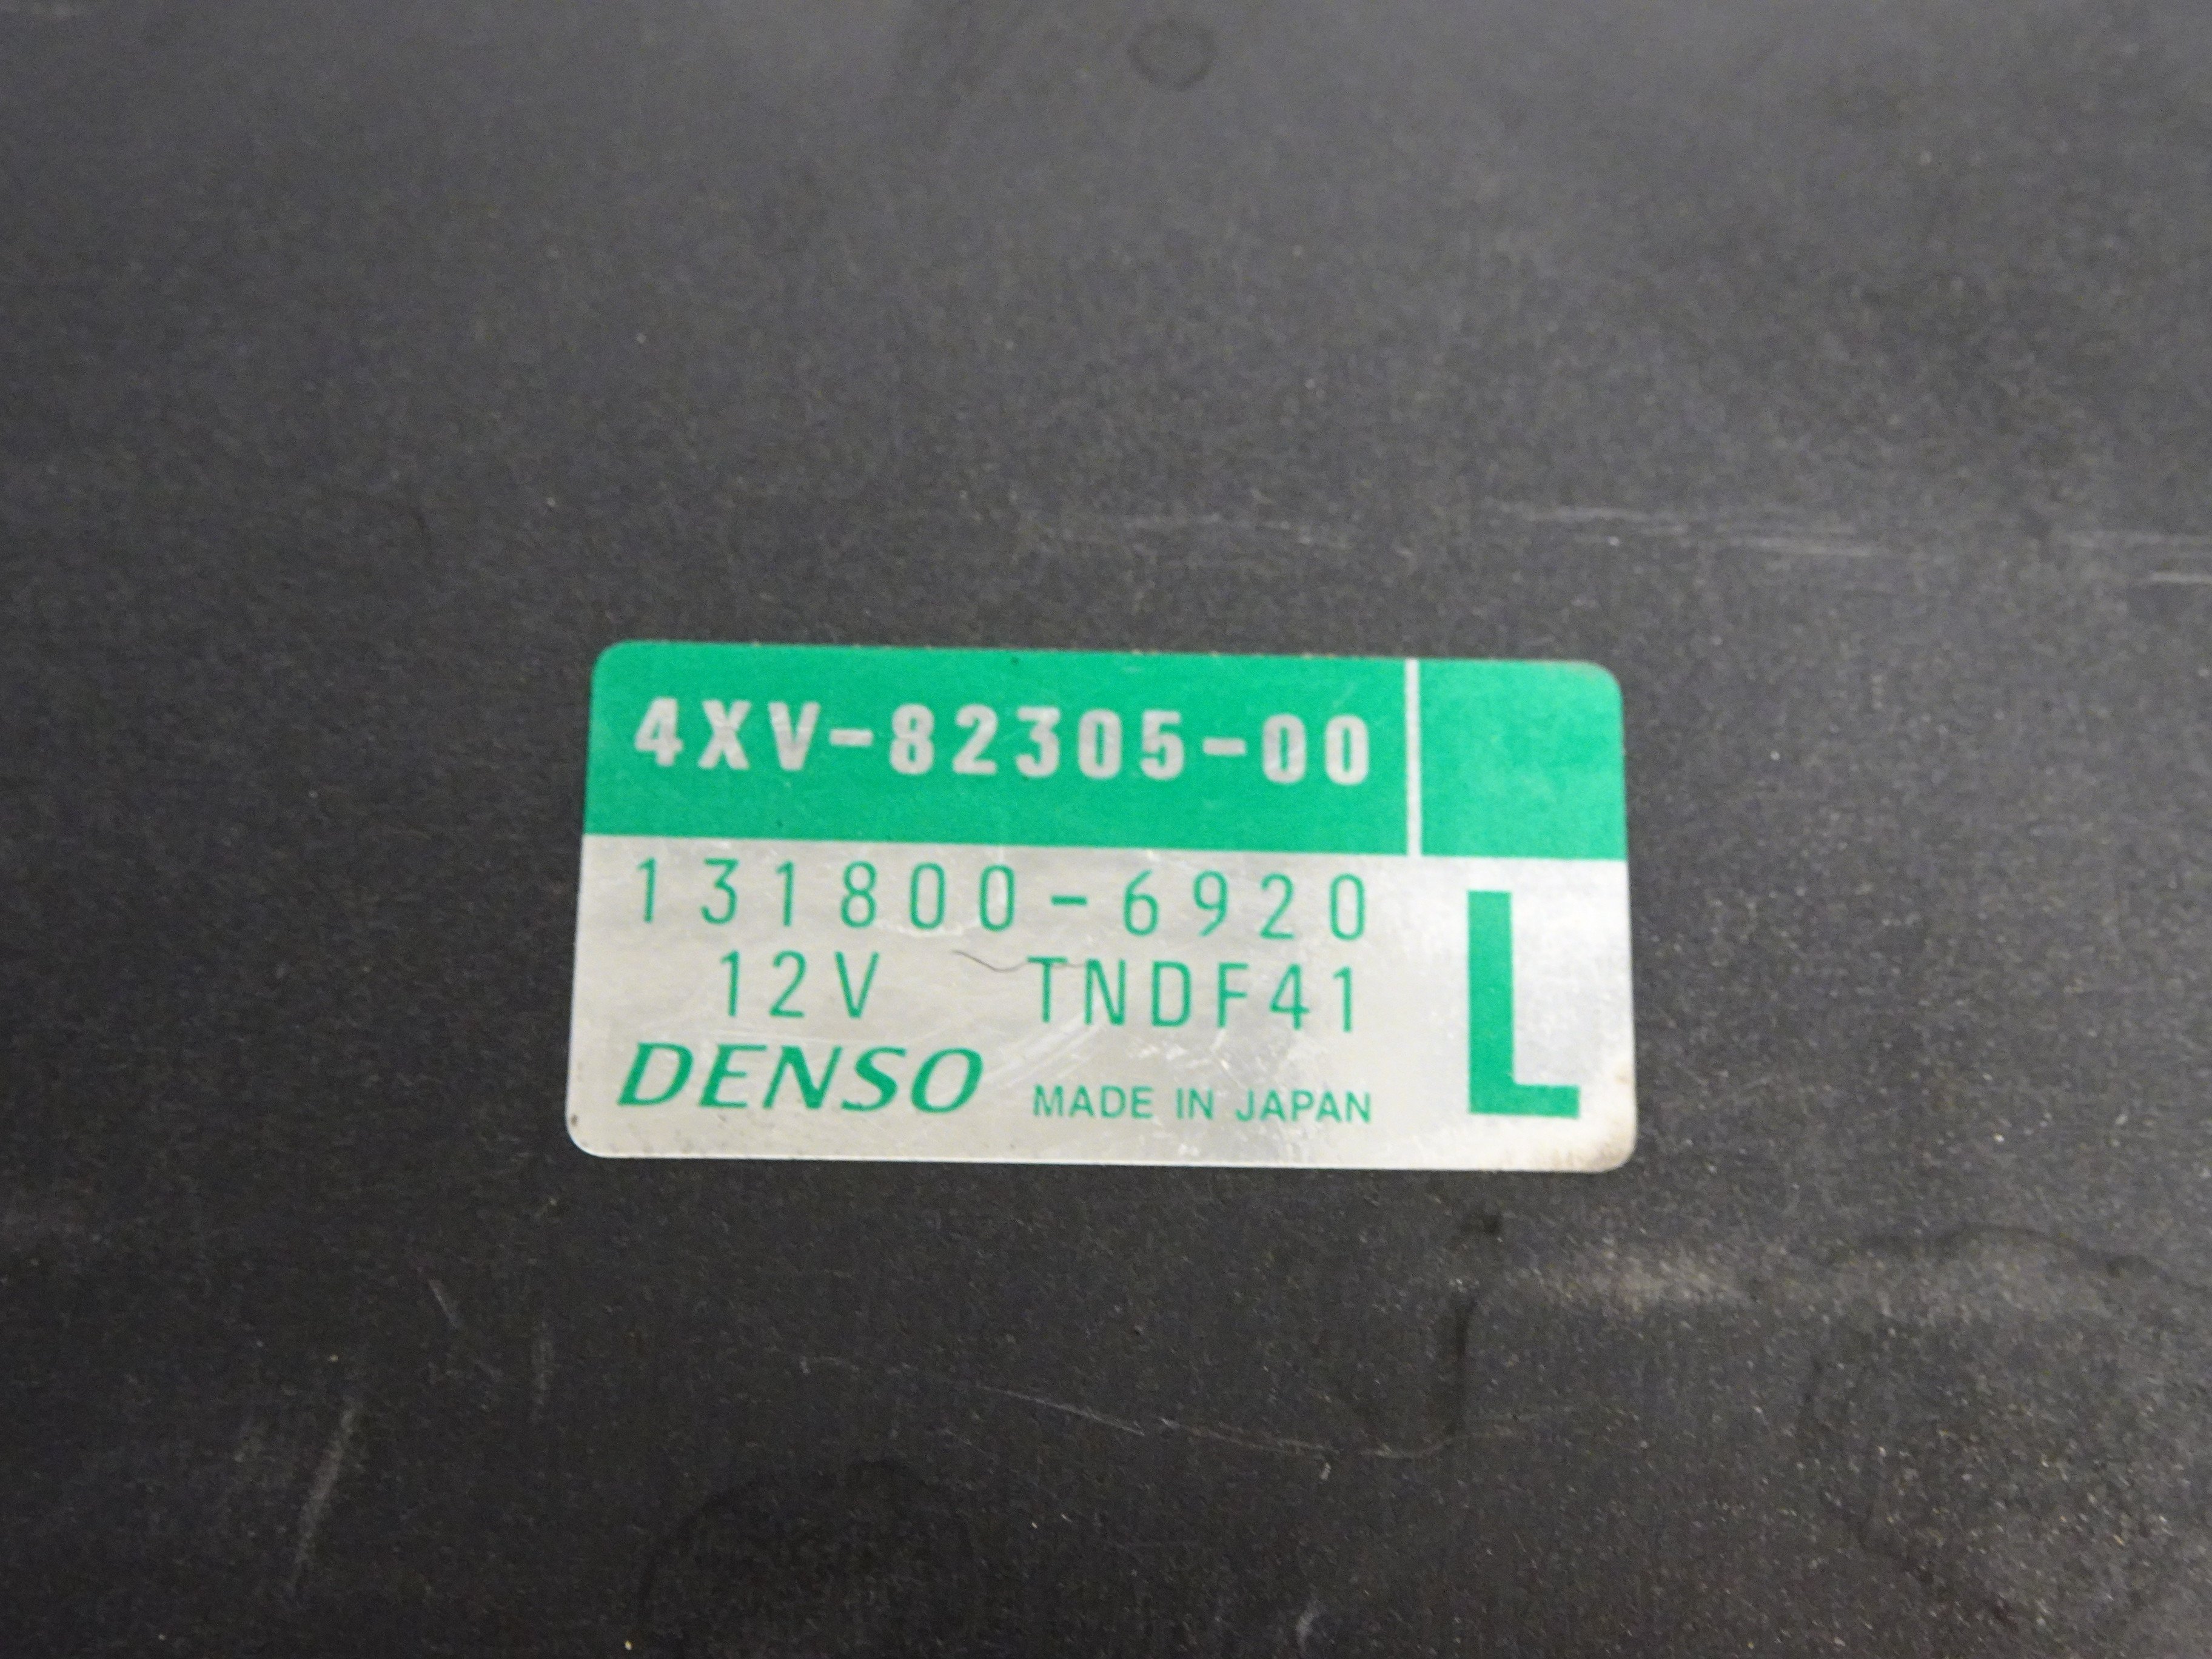 4XV-82305-00
131800-6920
12V TNDF41
L
DENSO MADE IN JAPAN